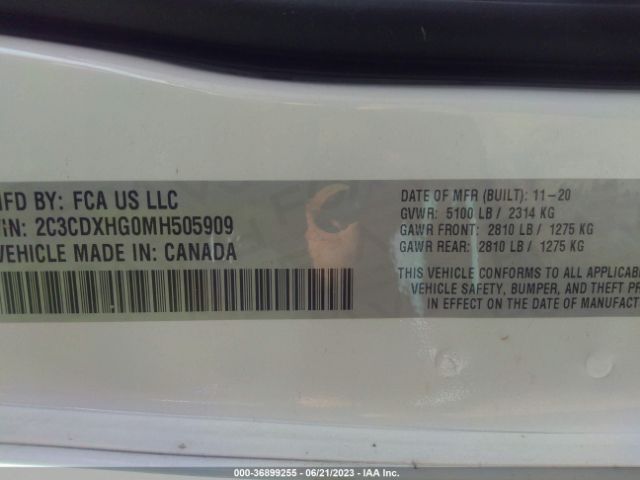 MFD BY: FCA US LLC
VIN: 2C3CDXHG0MH505909
VEHICLE MADE IN: CANADA
DATE OF MFR (BUILT): 11-20
GVWR: 5100 LB / 2314 KG
GAWR FRONT: 2810 LB / 1275 KG
GAWR REAR: 2810 LB / 1275 KG
THIS VEHICLE CONFORMS TO ALL APPLICAB
VEHICLE SAFETY, BUMPER, AND THEFT PR
IN EFFECT ON THE DATE OF MANUFACT
000-36899255 - 06/21/2023 - IAA Inc.